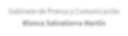 Gabinete de Prensa y Comunicación
Blanca Salvatierra Martín